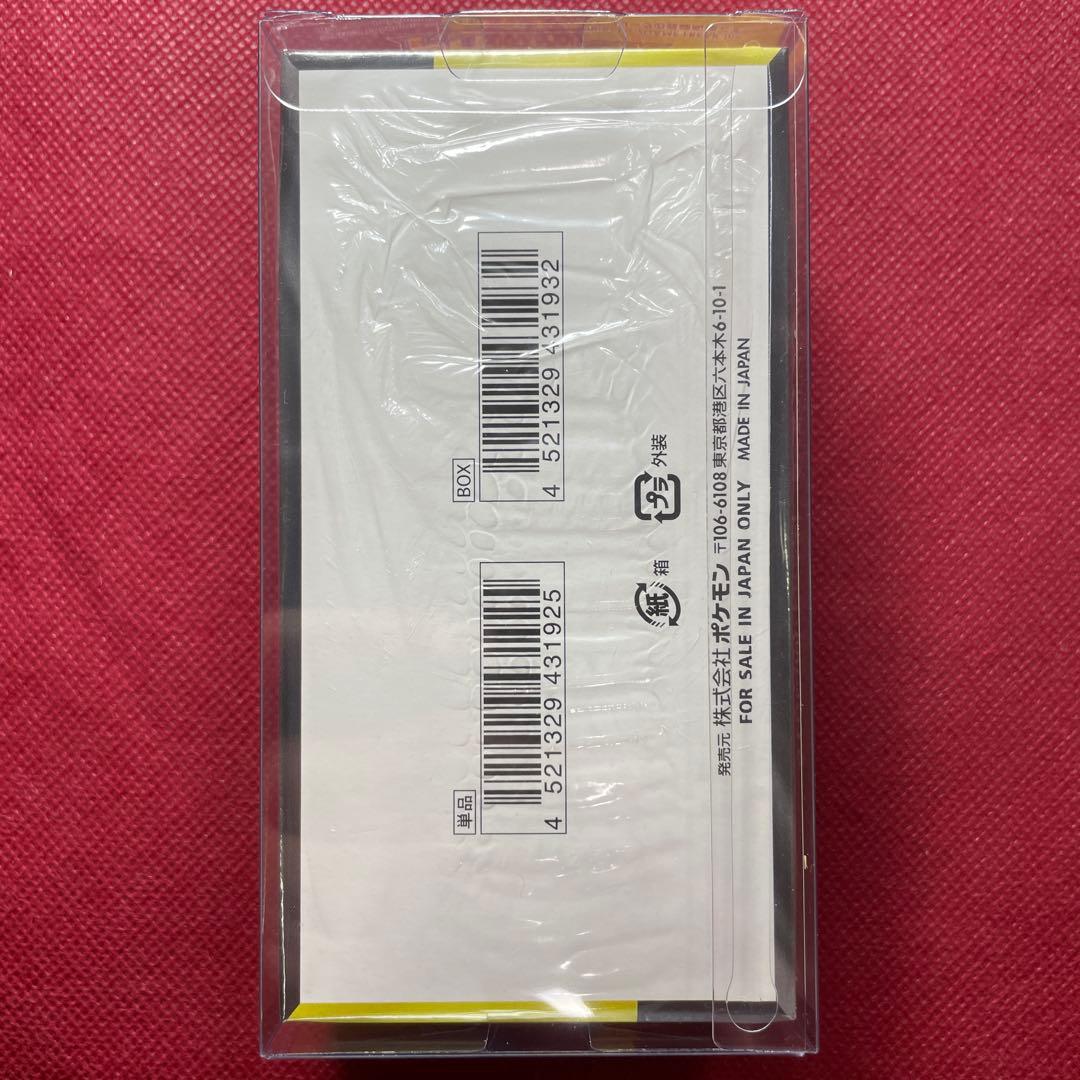 BOX
4 521329 431932
単品
4 521329 431925
紙 箱
プラ 外装
発売元 株式会社 ポケモン 〒106-6108 東京都港区六本木6-10-1
FOR SALE IN JAPAN ONLY MADE IN JAPAN